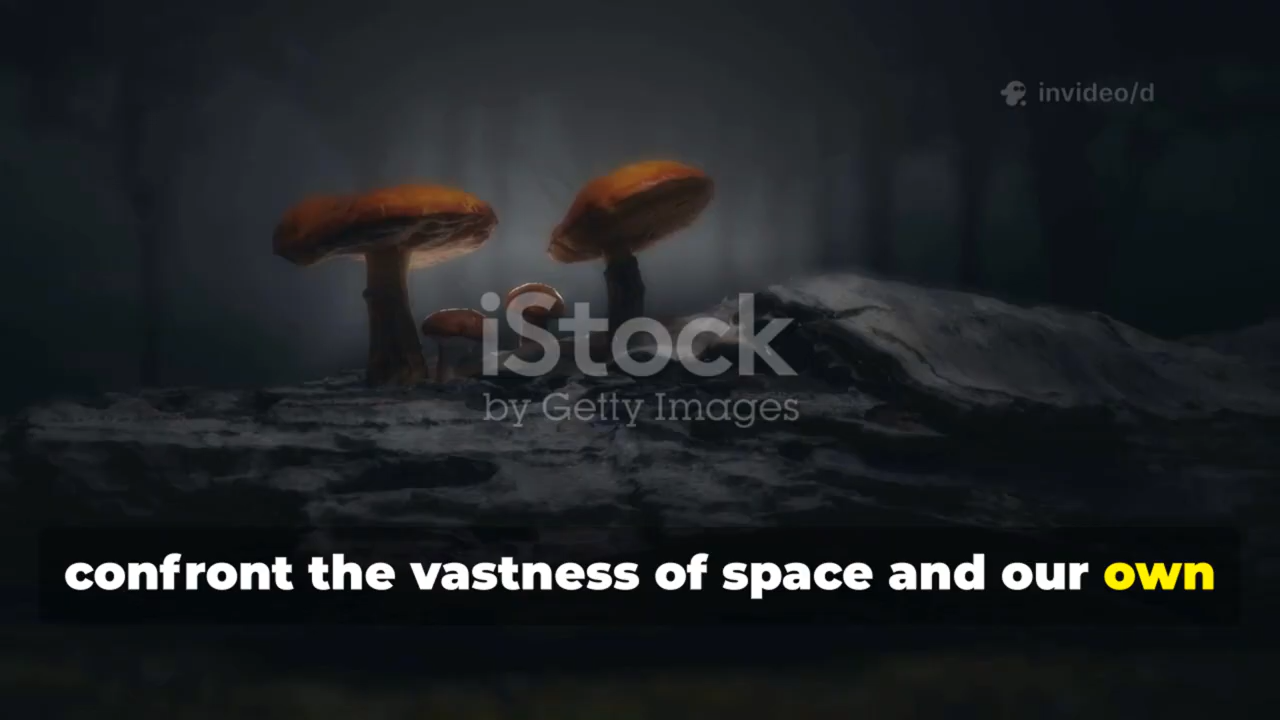 invideo/d
iStock
by Getty Images
confront the vastness of space and our own